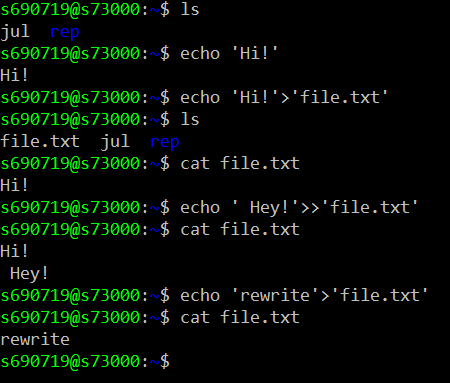 s690719@s73000:~$ ls
jul  rep
s690719@s73000:~$ echo 'Hi!'
Hi!
s690719@s73000:~$ echo 'Hi!'>'file.txt'
s690719@s73000:~$ ls
file.txt  jul  rep
s690719@s73000:~$ cat file.txt
Hi!
s690719@s73000:~$ echo ' Hey!'>>'file.txt'
s690719@s73000:~$ cat file.txt
Hi!
 Hey!
s690719@s73000:~$ echo 'rewrite'>'file.txt'
s690719@s73000:~$ cat file.txt
rewrite
s690719@s73000:~$